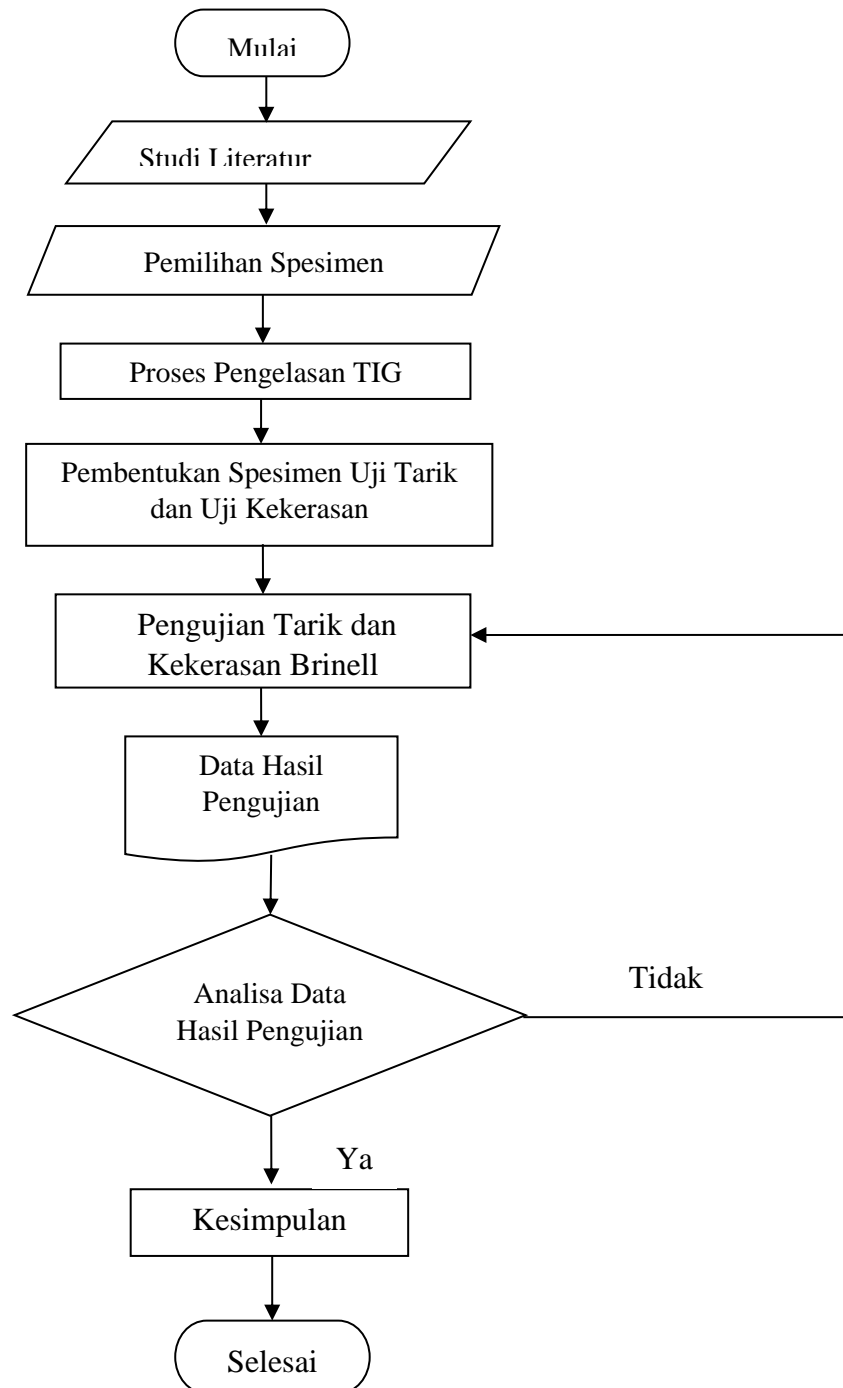 Mulai
Studi Literatur
Pemilihan Spesimen
Proses Pengelasan TIG
Pembentukan Spesimen Uji Tarik
dan Uji Kekerasan
Pengujian Tarik dan
Kekerasan Brinell
Data Hasil
Pengujian
Analisa Data
Hasil Pengujian
Tidak
Ya
Kesimpulan
Selesai